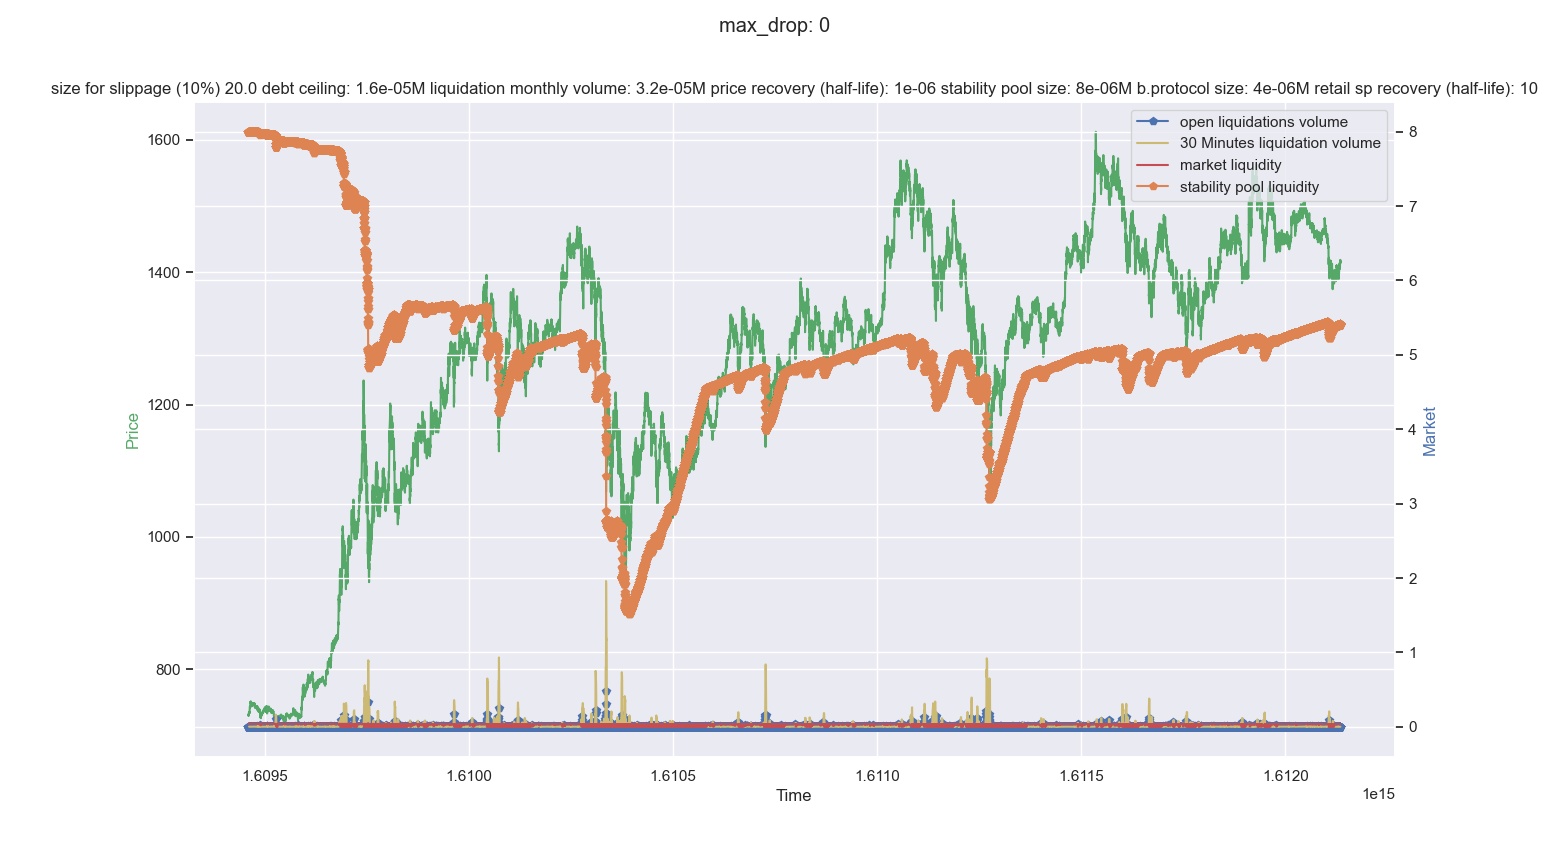 max_drop: 0
size for slippage (10%) 20.0 debt ceiling: 1.6e-05M liquidation monthly volume: 3.2e-05M price recovery (half-life): 1e-06 stability pool size: 8e-06M b.protocol size: 4e-06M retail sp recovery (half-life): 10
open liquidations volume
30 Minutes liquidation volume
market liquidity
stability pool liquidity
1600
1400
1200
1000
800
Price
8
7
6
5
4
3
2
1
0
Market
1.6095
1.6100
1.6105
1.6110
1.6115
1.6120
Time
1e15